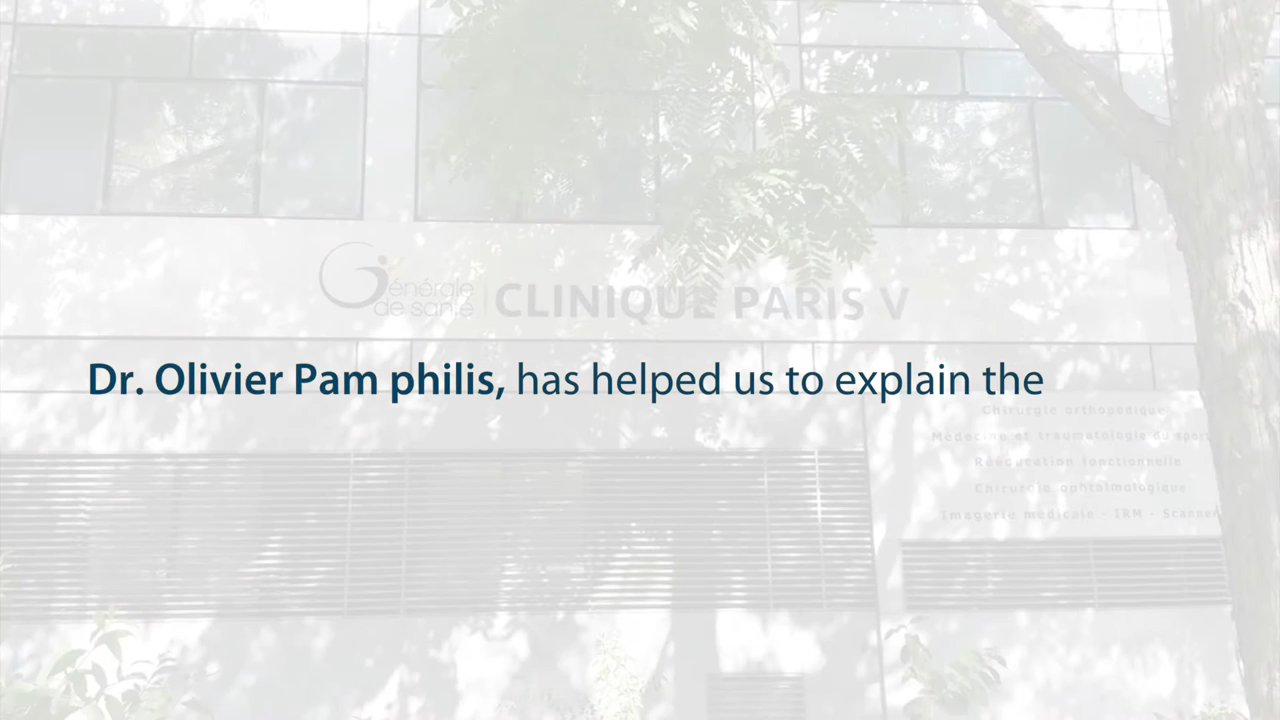 Générale
de santé
CLINIQUE PARIS V
Dr. Olivier Pam philis, has helped us to explain the
Chirurgie orthopédique
Médecine et traumatologie du sport
Rééducation fonctionnelle
Chirurgie ophtalmologique
Imagerie médicale - IRM - Scanner